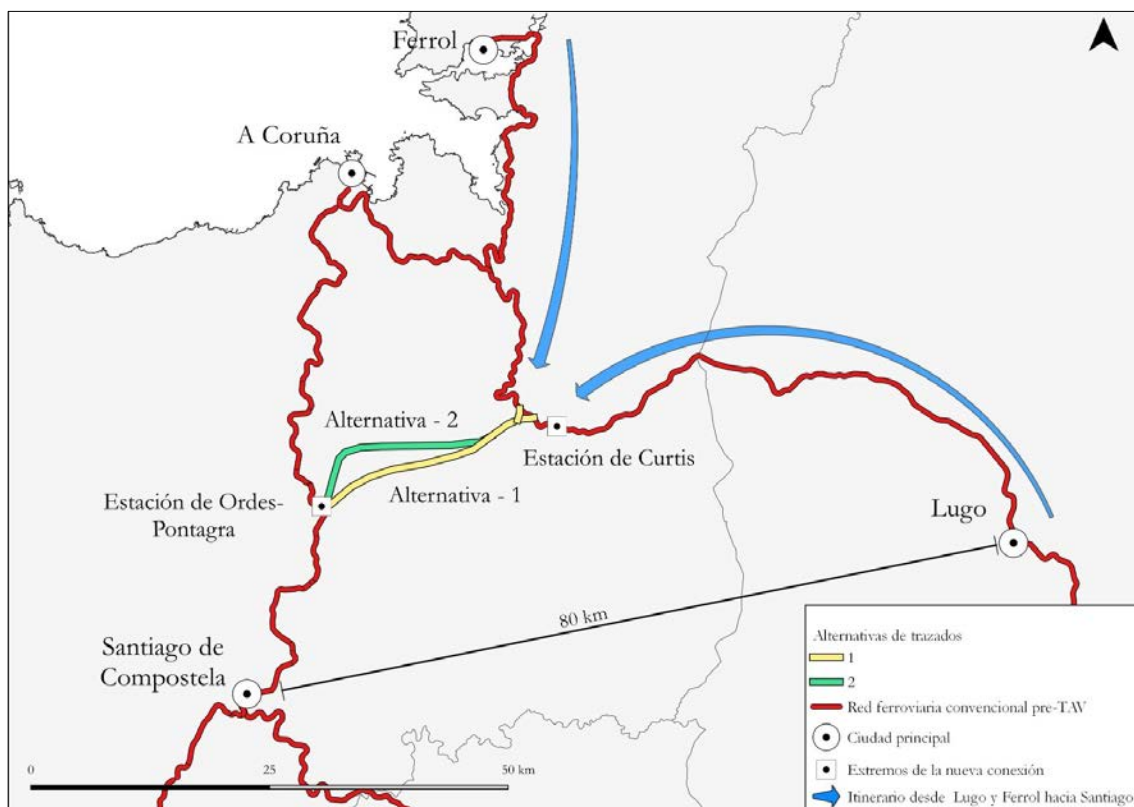 Ferrol
A Coruña
Alternativa - 2
Estación de Curtis
Alternativa - 1
Estación de Ordes-
Pontagra
Lugo
80 km
Santiago de
Compostela
Alternativas de trazados
1
2
Red ferroviaria convencional pre-TAV
Ciudad principal
Extremos de la nueva conexión
Itinerario desde Lugo y Ferrol hacia Santiago
0
25
50 km